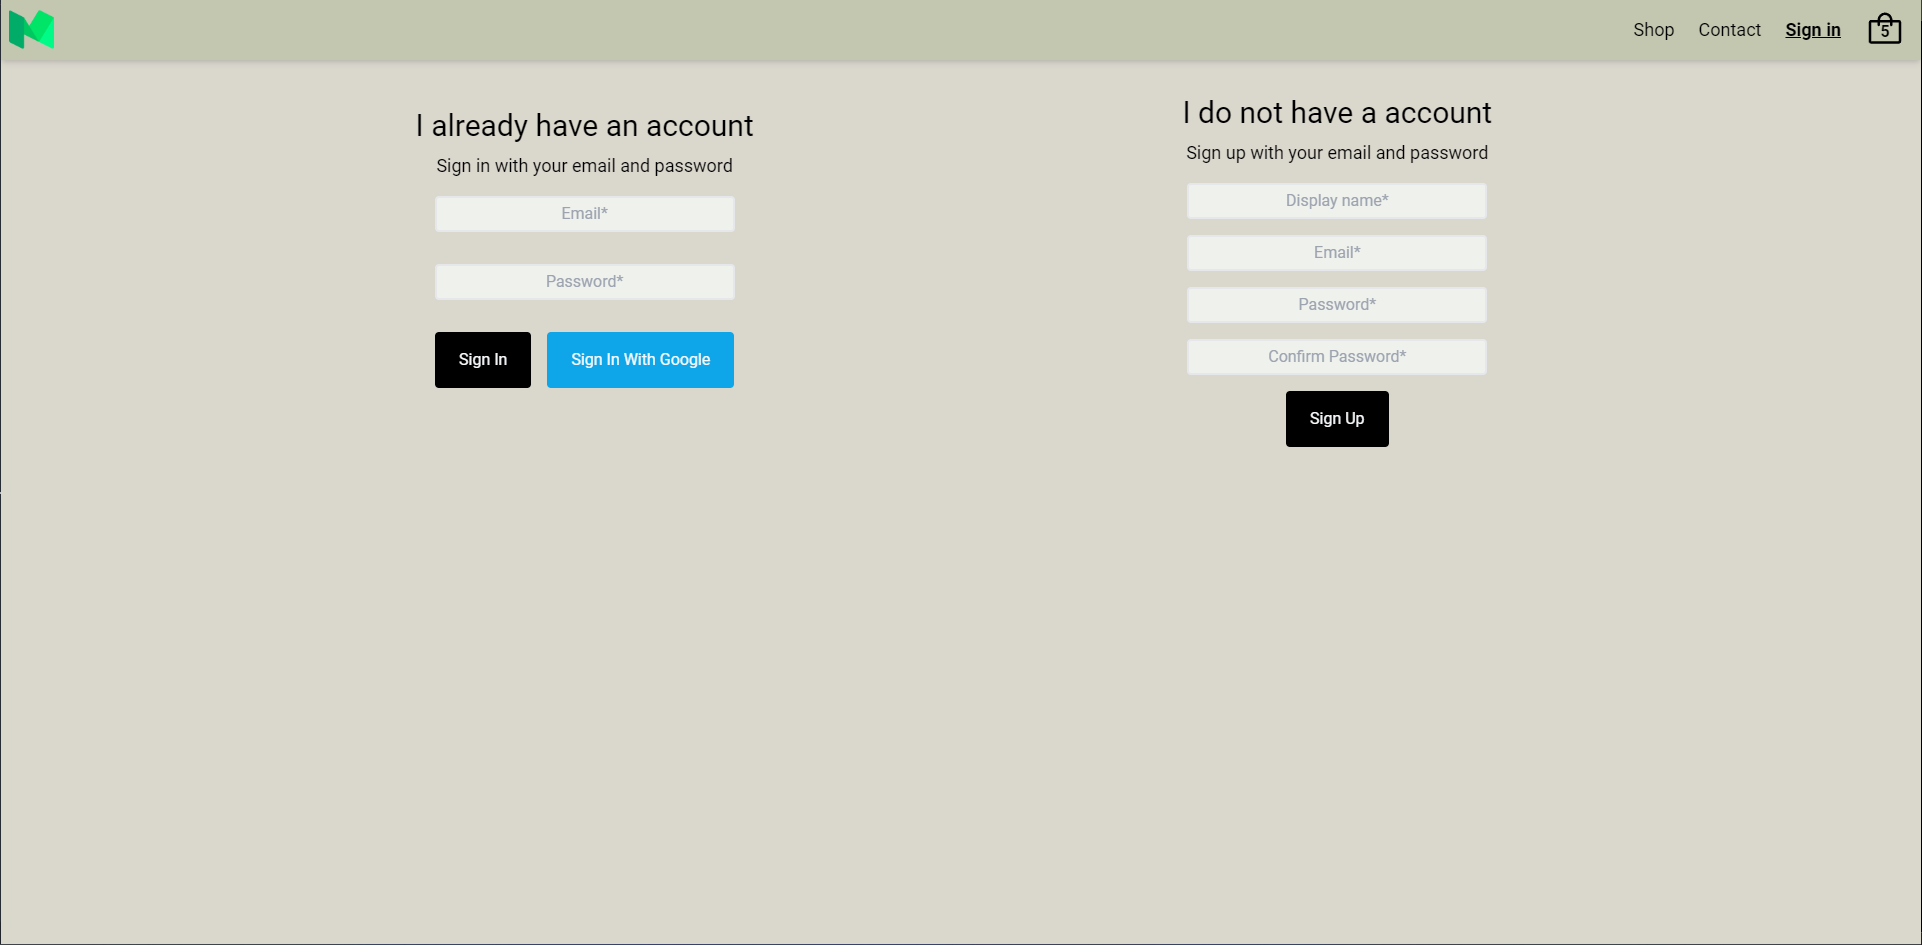 Shop Contact Sign in 5
I already have an account
Sign in with your email and password
Email*
Password*
Sign In Sign In With Google
I do not have a account
Sign up with your email and password
Display name*
Email*
Password*
Confirm Password*
Sign Up